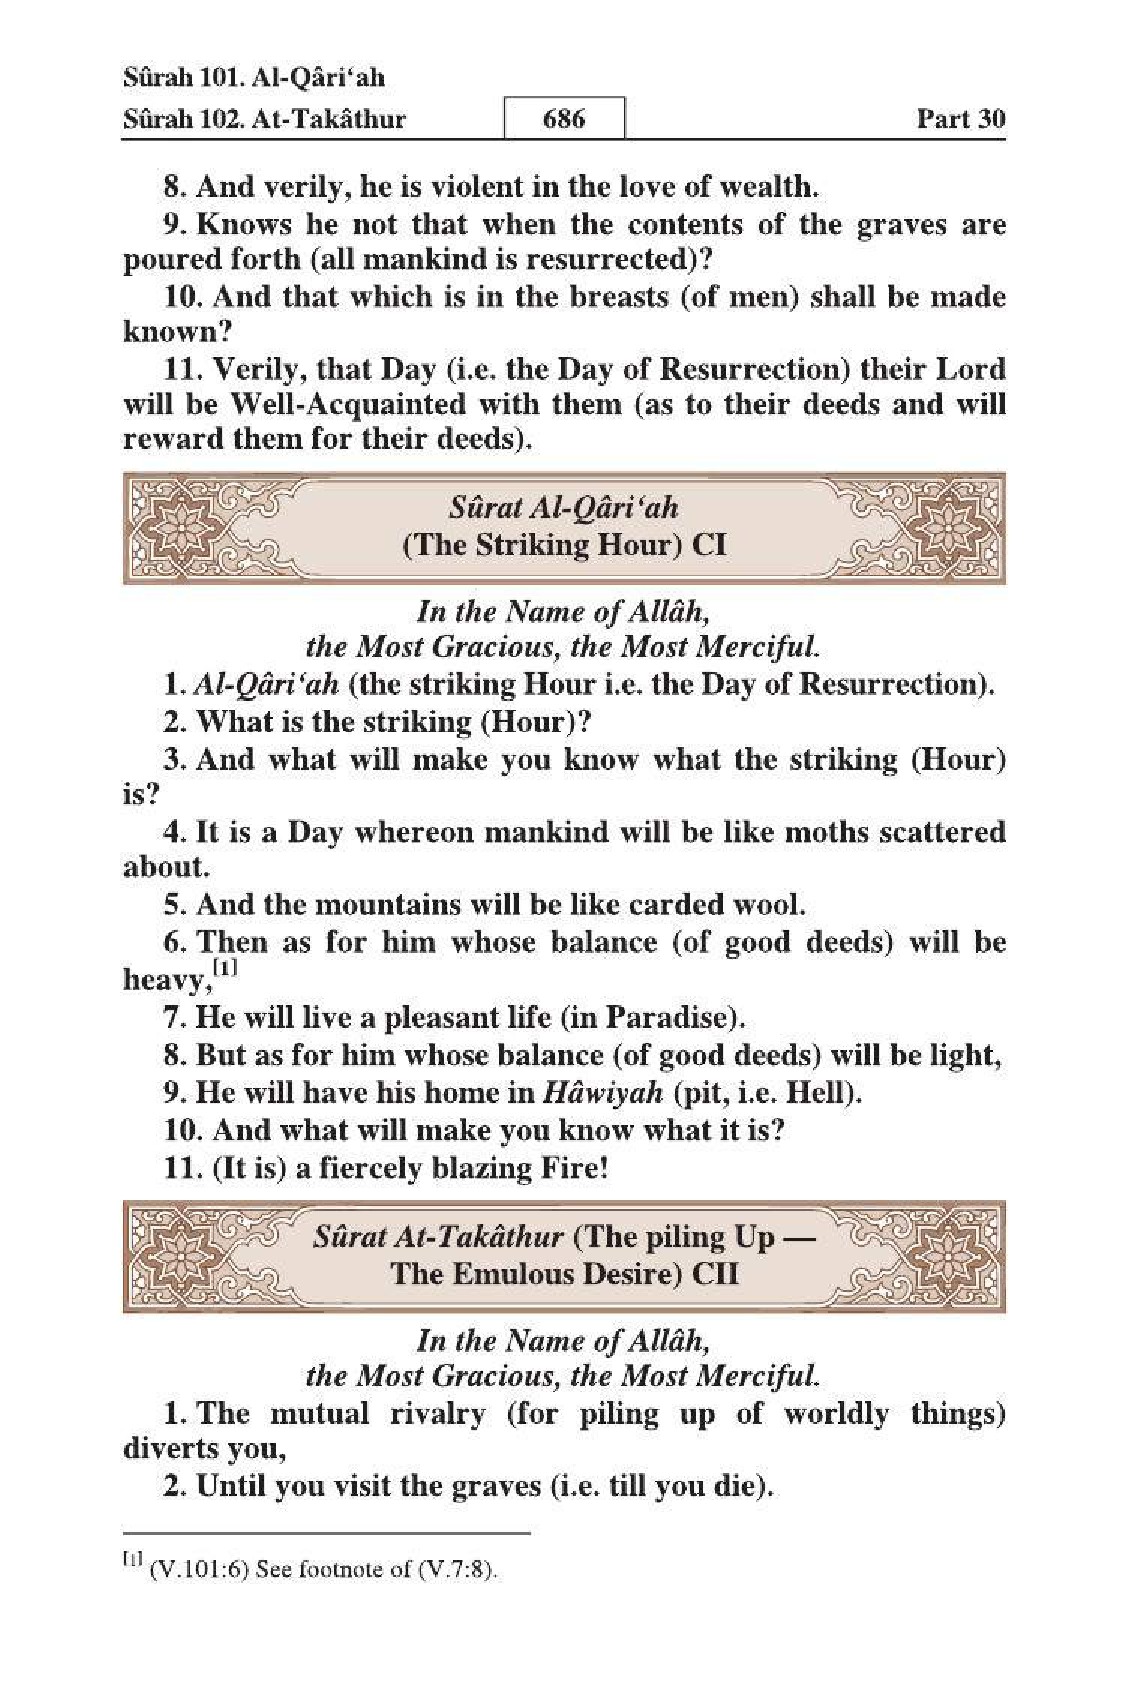 Sûrah 101. Al-Qâri‘ah
Sûrah 102. At-Takâthur 686 Part 30
8. And verily, he is violent in the love of wealth.
9. Knows he not that when the contents of the graves are
poured forth (all mankind is resurrected)?
10. And that which is in the breasts (of men) shall be made
known?
11. Verily, that Day (i.e. the Day of Resurrection) their Lord
will be Well-Acquainted with them (as to their deeds and will
reward them for their deeds).
Sûrat Al-Qâri‘ah
(The Striking Hour) CI
In the Name of Allâh,
the Most Gracious, the Most Merciful.
1. Al-Qâri‘ah (the striking Hour i.e. the Day of Resurrection).
2. What is the striking (Hour)?
3. And what will make you know what the striking (Hour)
is?
4. It is a Day whereon mankind will be like moths scattered
about.
5. And the mountains will be like carded wool.
6. Then as for him whose balance (of good deeds) will be
heavy,[1]
7. He will live a pleasant life (in Paradise).
8. But as for him whose balance (of good deeds) will be light,
9. He will have his home in Hâwiyah (pit, i.e. Hell).
10. And what will make you know what it is?
11. (It is) a fiercely blazing Fire!
Sûrat At-Takâthur (The piling Up —
The Emulous Desire) CII
In the Name of Allâh,
the Most Gracious, the Most Merciful.
1. The mutual rivalry (for piling up of worldly things)
diverts you,
2. Until you visit the graves (i.e. till you die).
[1] (V.101:6) See footnote of (V.7:8).